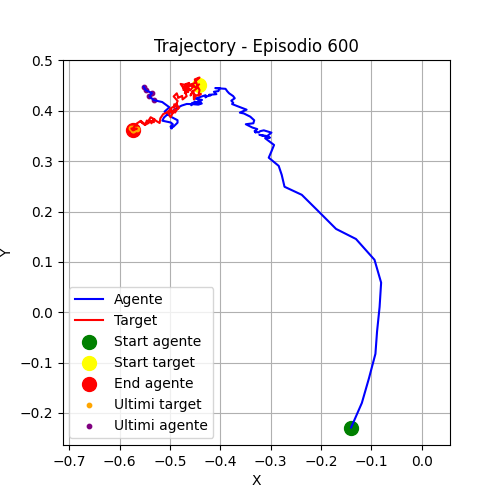 Trajectory - Episodio 600
0.5
0.4
0.3
0.2
0.1
0.0
−0.1
−0.2
Y
Agente
Target
Start agente
Start target
End agente
Ultimi target
Ultimi agente
−0.7 −0.6 −0.5 −0.4 −0.3 −0.2 −0.1 0.0
X